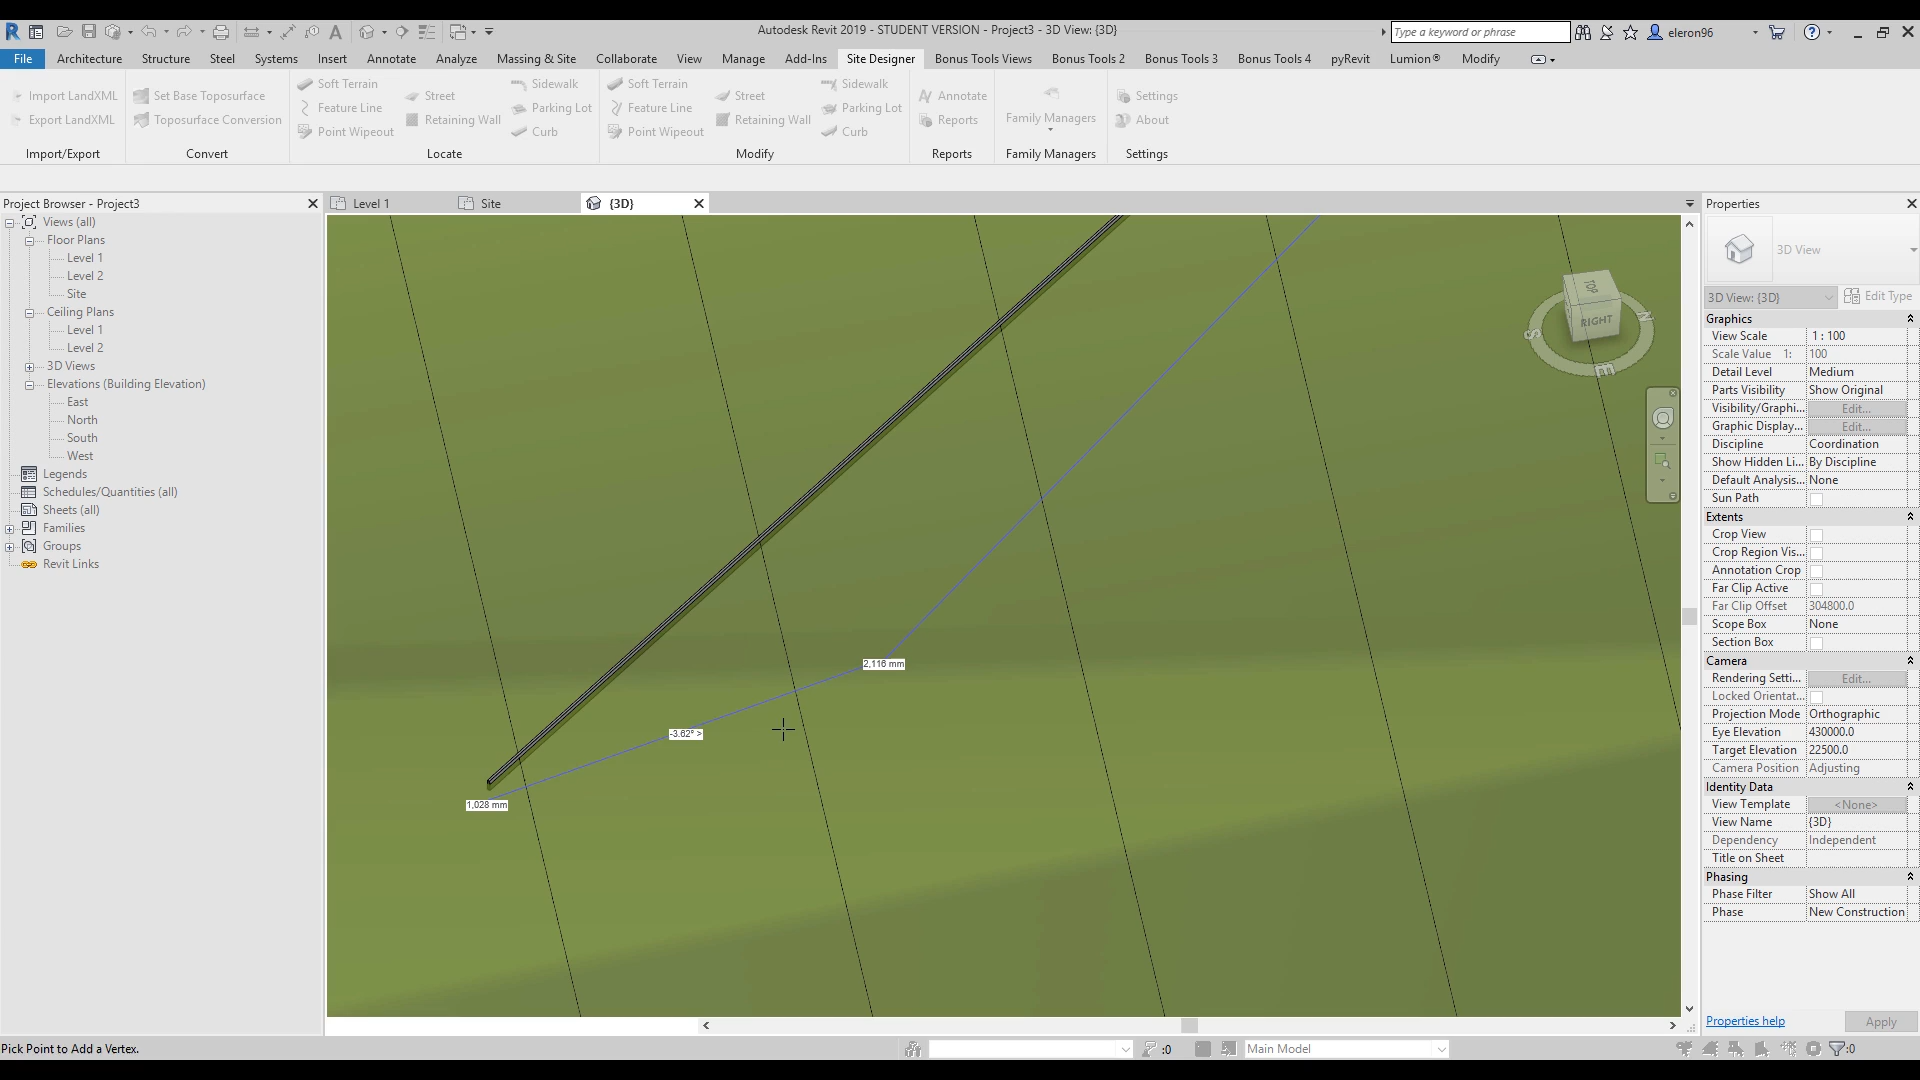 Autodesk Revit 2019 - STUDENT VERSION - Project3 - 3D View: {3D}
Type a keyword or phrase
eleron96
File Architecture Structure Steel Systems Insert Annotate Analyze Massing & Site Collaborate View Manage Add-Ins Site Designer Bonus Tools Views Bonus Tools 2 Bonus Tools 3 Bonus Tools 4 pyRevit Lumion® Modify
Import LandXML
Export LandXML
Import/Export
Set Base Toposurface
Toposurface Conversion
Convert
Soft Terrain
Feature Line
Point Wipeout
Street
Retaining Wall
Sidewalk
Parking Lot
Curb
Locate
Soft Terrain
Feature Line
Point Wipeout
Street
Retaining Wall
Sidewalk
Parking Lot
Curb
Modify
Annotate
Reports
Reports
Family Managers
Family Managers
Settings
About
Settings
Project Browser - Project3
Views (all)
Floor Plans
Level 1
Level 2
Site
Ceiling Plans
Level 1
Level 2
3D Views
Elevations (Building Elevation)
East
North
South
West
Legends
Schedules/Quantities (all)
Sheets (all)
Families
Groups
Revit Links
Level 1
Site
{3D}
2,116 mm
-3.62° >
1,028 mm
TOP
RIGHT
S
N
E
Properties
3D View
3D View: {3D}
Edit Type
Graphics
View Scale 1 : 100
Scale Value 1: 100
Detail Level Medium
Parts Visibility Show Original
Visibility/Graphi... Edit...
Graphic Display... Edit...
Discipline Coordination
Show Hidden Li... By Discipline
Default Analysis... None
Sun Path
Extents
Crop View
Crop Region Vis...
Annotation Crop
Far Clip Active
Far Clip Offset 304800.0
Scope Box None
Section Box
Camera
Rendering Setti... Edit...
Locked Orientat...
Projection Mode Orthographic
Eye Elevation 430000.0
Target Elevation 22500.0
Camera Position Adjusting
Identity Data
View Template <None>
View Name {3D}
Dependency Independent
Title on Sheet
Phasing
Phase Filter Show All
Phase New Construction
Properties help
Apply
Pick Point to Add a Vertex.
:0
Main Model
:0